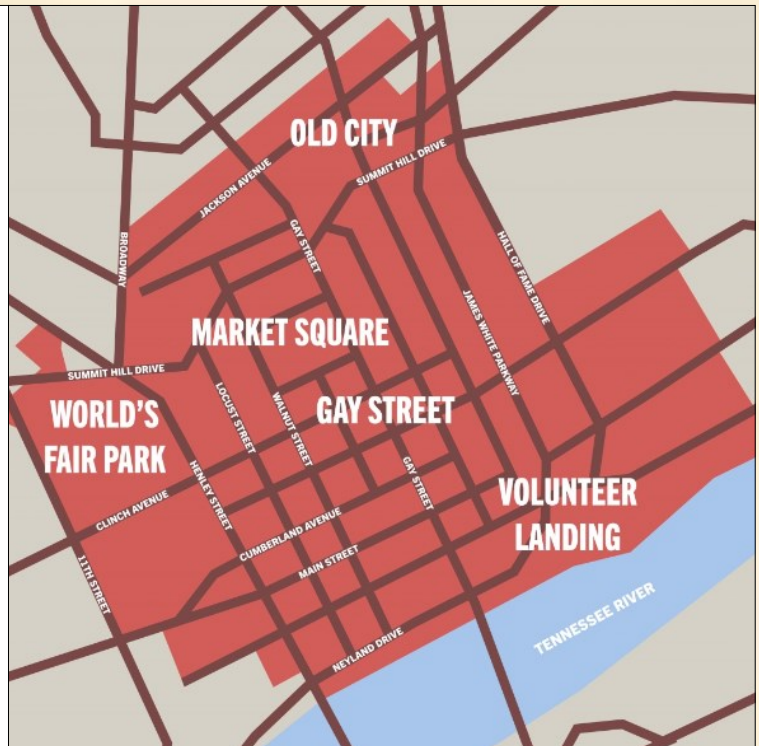 OLD CITY
SUMMIT HILL DRIVE
JACKSON AVENUE
GAY STREET
BROADWAY
HALL OF FAME DRIVE
JAMES WHITE PARKWAY
MARKET SQUARE
SUMMIT HILL DRIVE
WORLD'S
FAIR PARK
LOCUST STREET
WALNUT STREET
GAY STREET
HENLEY STREET
GAY STREET
CLINCH AVENUE
VOLUNTEER
LANDING
CUMBERLAND AVENUE
MAIN STREET
11TH STREET
NEYLAND DRIVE
TENNESSEE RIVER